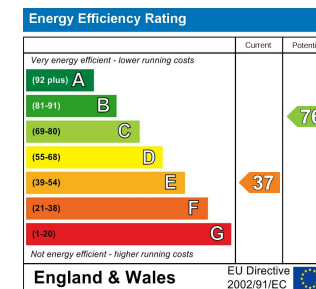 Energy Efficiency Rating
Current
Very energy efficient - lower running costs
(92 plus) A
(81-91) B
(69-80) C
76
(55-68) D
(39-54) E
37
(21-38) F
(1-20) G
Not energy efficient - higher running costs
England & Wales
EU Directive
2002/91/EC